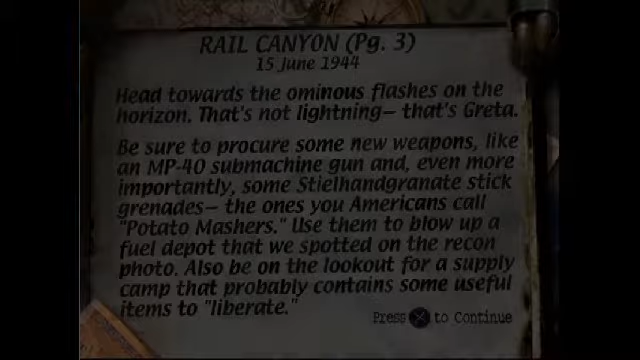 RAIL CANYON (Pg. 3)
15 June 1944
Head towards the ominous flashes on the
horizon. That's not lightning— that's Greta.
Be sure to procure some new weapons, like
an MP-40 submachine gun and, even more
importantly, some Stielhandgranate stick
grenades— the ones you Americans call
"Potato Mashers." Use them to blow up a
fuel depot that we spotted on the recon
photo. Also be on the lookout for a supply
camp that probably contains some useful
items to "liberate."
Press X to Continue